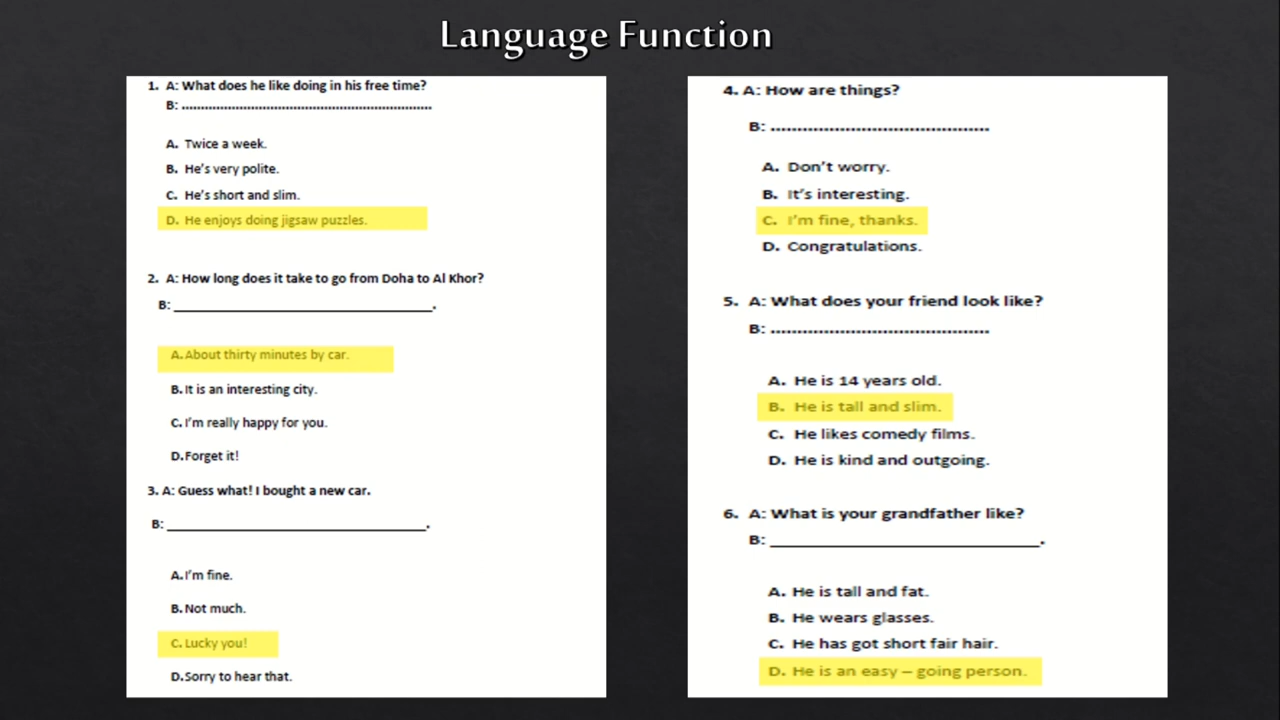 Language Function
1. A: What does he like doing in his free time?
B: ................................................................
A. Twice a week.
B. He's very polite.
C. He's short and slim.
D. He enjoys doing jigsaw puzzles.
2. A: How long does it take to go from Doha to Al Khor?
B: ____________________________________.
A. About thirty minutes by car.
B. It is an interesting city.
C. I'm really happy for you.
D. Forget it!
3. A: Guess what! I bought a new car.
B: ____________________________________.
A. I'm fine.
B. Not much.
C. Lucky you!
D. Sorry to hear that.
4. A: How are things?
B: ..........................................
A. Don't worry.
B. It's interesting.
C. I'm fine, thanks.
D. Congratulations.
5. A: What does your friend look like?
B: ..........................................
A. He is 14 years old.
B. He is tall and slim.
C. He likes comedy films.
D. He is kind and outgoing.
6. A: What is your grandfather like?
B: ________________________________.
A. He is tall and fat.
B. He wears glasses.
C. He has got short fair hair.
D. He is an easy – going person.